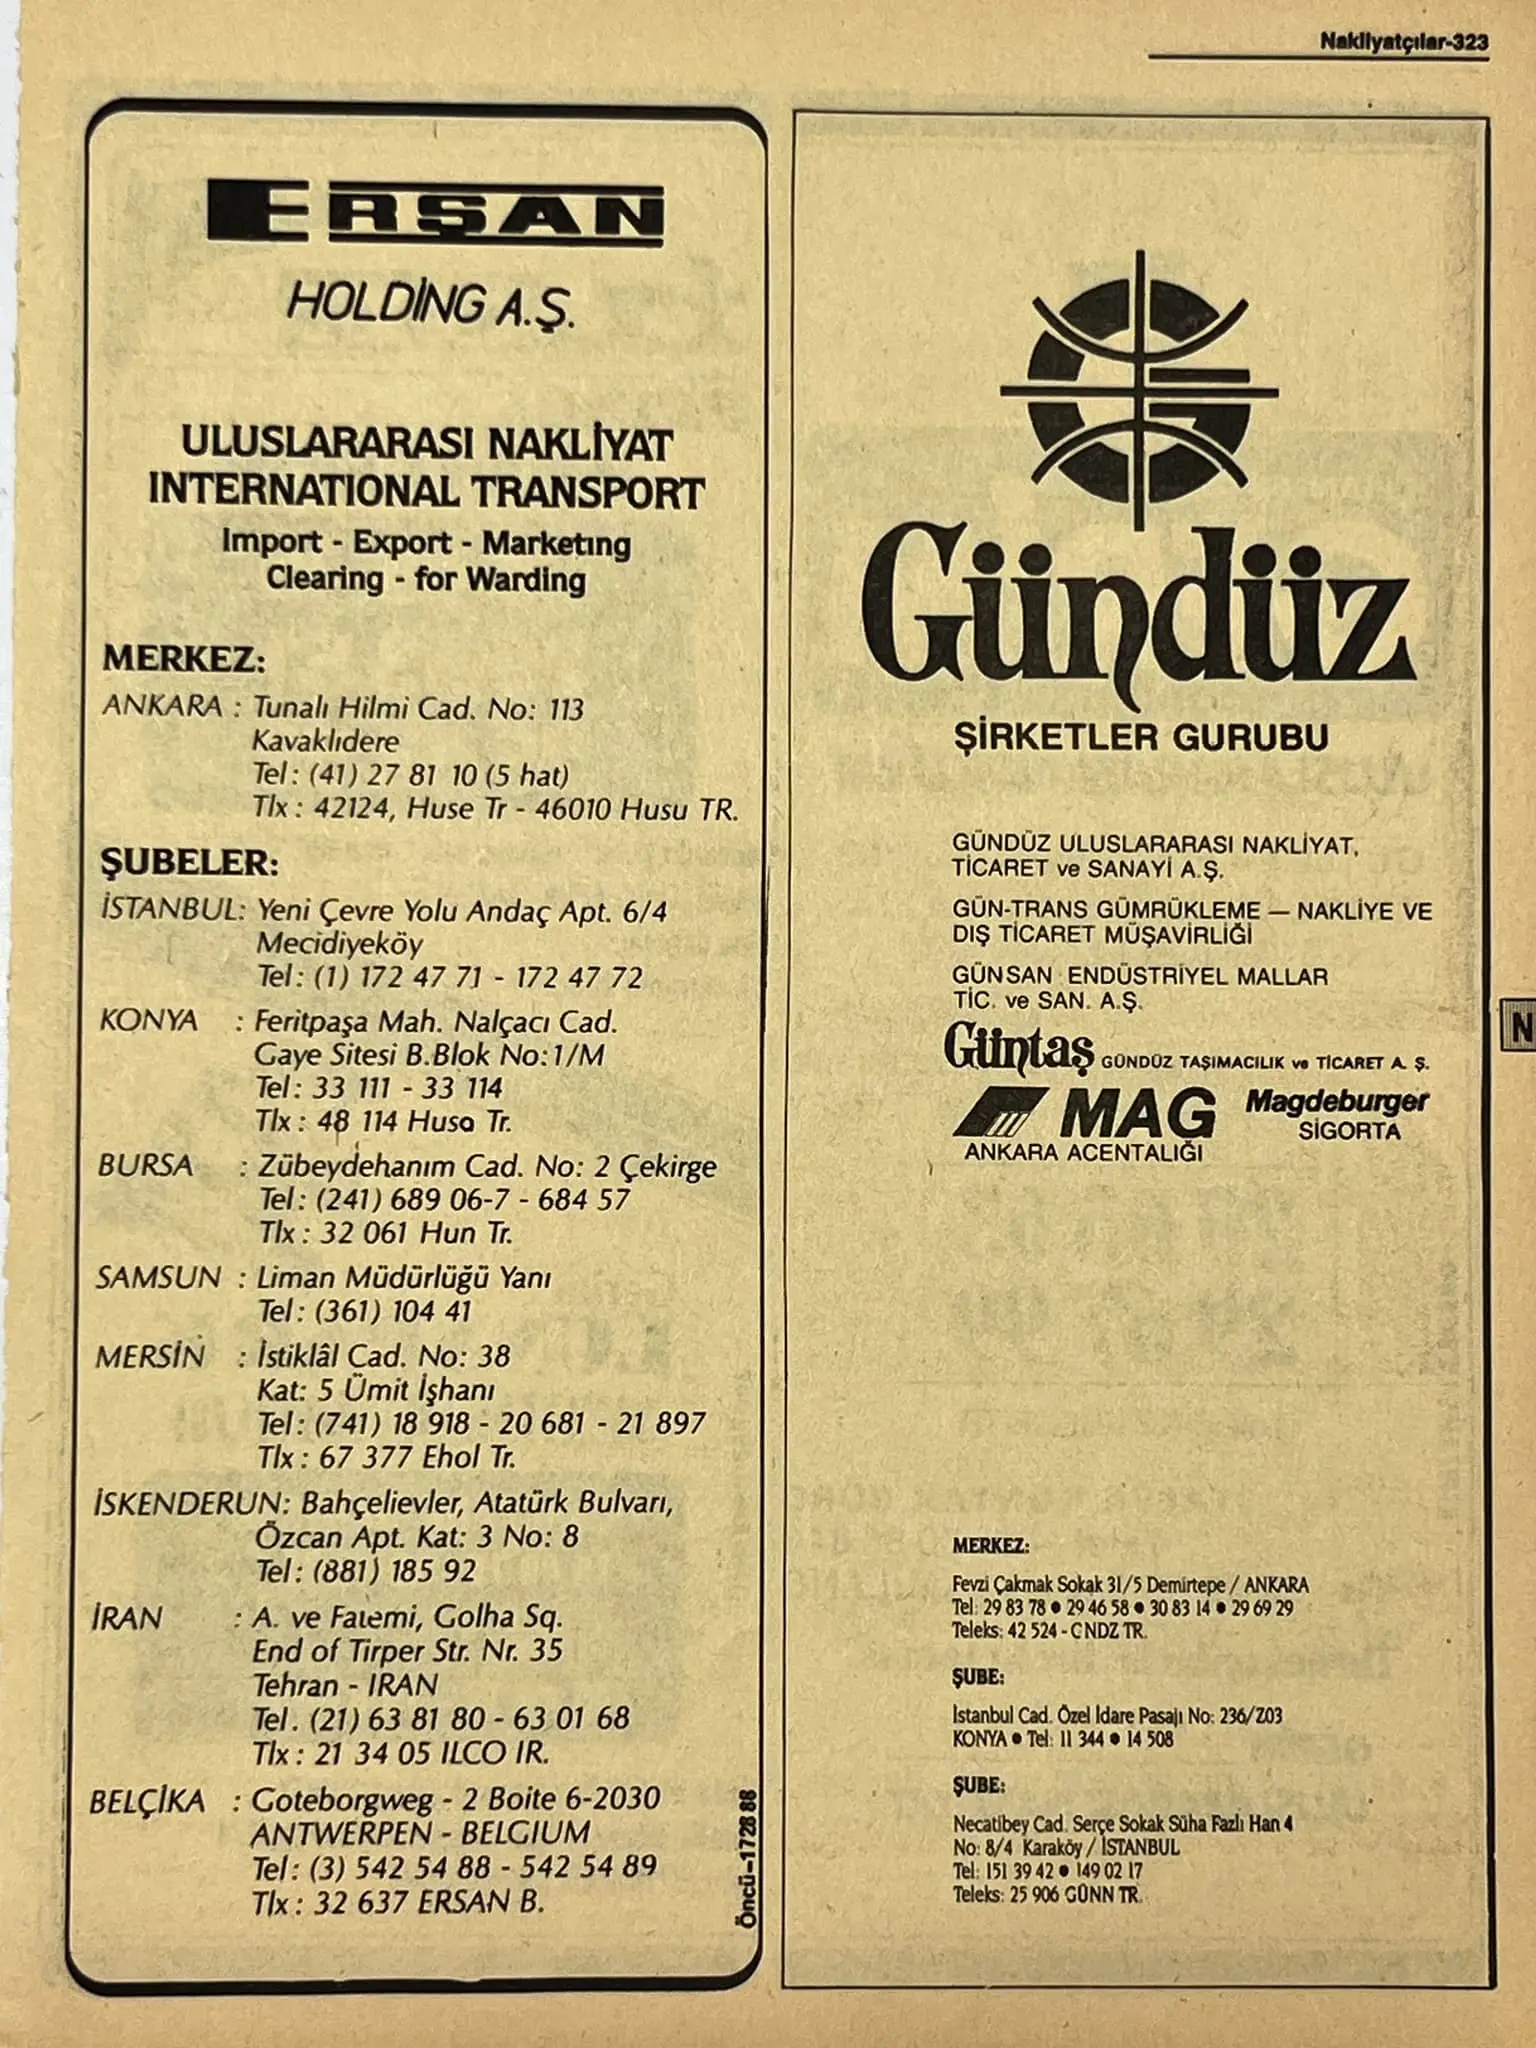 Nakliyatçılar-323
ERŞAN
HOLDİNG A.Ş.
ULUSLARARASI NAKLİYAT
INTERNATIONAL TRANSPORT
Import - Export - Marketıng
Clearing - for Warding
MERKEZ:
ANKARA : Tunalı Hilmi Cad. No: 113
Kavaklıdere
Tel: (41) 27 81 10 (5 hat)
Tlx : 42124, Huse Tr - 46010 Husu TR.
ŞUBELER:
İSTANBUL: Yeni Çevre Yolu Andaç Apt. 6/4
Mecidiyeköy
Tel: (1) 172 47 71 - 172 47 72
KONYA : Feritpaşa Mah. Nalçacı Cad.
Gaye Sitesi B.Blok No:1/M
Tel: 33 111 - 33 114
Tlx : 48 114 Husa Tr.
BURSA : Zübeydehanım Cad. No: 2 Çekirge
Tel: (241) 689 06-7 - 684 57
Tlx : 32 061 Hun Tr.
SAMSUN : Liman Müdürlüğü Yanı
Tel: (361) 104 41
MERSİN : İstiklâl Cad. No: 38
Kat: 5 Ümit İşhanı
Tel: (741) 18 918 - 20 681 - 21 897
Tlx : 67 377 Ehol Tr.
İSKENDERUN: Bahçelievler, Atatürk Bulvarı,
Özcan Apt. Kat: 3 No: 8
Tel: (881) 185 92
İRAN : A. ve Fatemi, Golha Sq.
End of Tirper Str. Nr. 35
Tehran - IRAN
Tel. (21) 63 81 80 - 63 01 68
Tlx : 21 34 05 ILCO IR.
BELÇİKA : Goteborgweg - 2 Boite 6-2030
ANTWERPEN - BELGIUM
Tel: (3) 542 54 88 - 542 54 89
Tlx : 32 637 ERSAN B.
Öncü-1728 88
Gündüz
ŞİRKETLER GURUBU
GÜNDÜZ ULUSLARARASI NAKLİYAT,
TİCARET ve SANAYİ A.Ş.
GÜN-TRANS GÜMRÜKLEME — NAKLİYE VE
DIŞ TİCARET MÜŞAVİRLİĞİ
GÜNSAN ENDÜSTRİYEL MALLAR
TİC. ve SAN. A.Ş.
Güntaş GÜNDÜZ TAŞIMACILIK ve TİCARET A. Ş.
MAG Magdeburger
SİGORTA
ANKARA ACENTALIĞI
N
MERKEZ:
Fevzi Çakmak Sokak 31/5 Demirtepe / ANKARA
Tel: 29 83 78 ● 29 46 58 ● 30 83 14 ● 29 69 29
Teleks: 42 524 - CNDZ TR.
ŞUBE:
İstanbul Cad. Özel İdare Pasajı No: 236/Z03
KONYA ● Tel: 11 344 ● 14 508
ŞUBE:
Necatibey Cad. Serçe Sokak Süha Fazlı Han 4
No: 8/4 Karaköy / İSTANBUL
Tel: 151 39 42 ● 149 02 17
Teleks: 25 906 GÜNN TR.